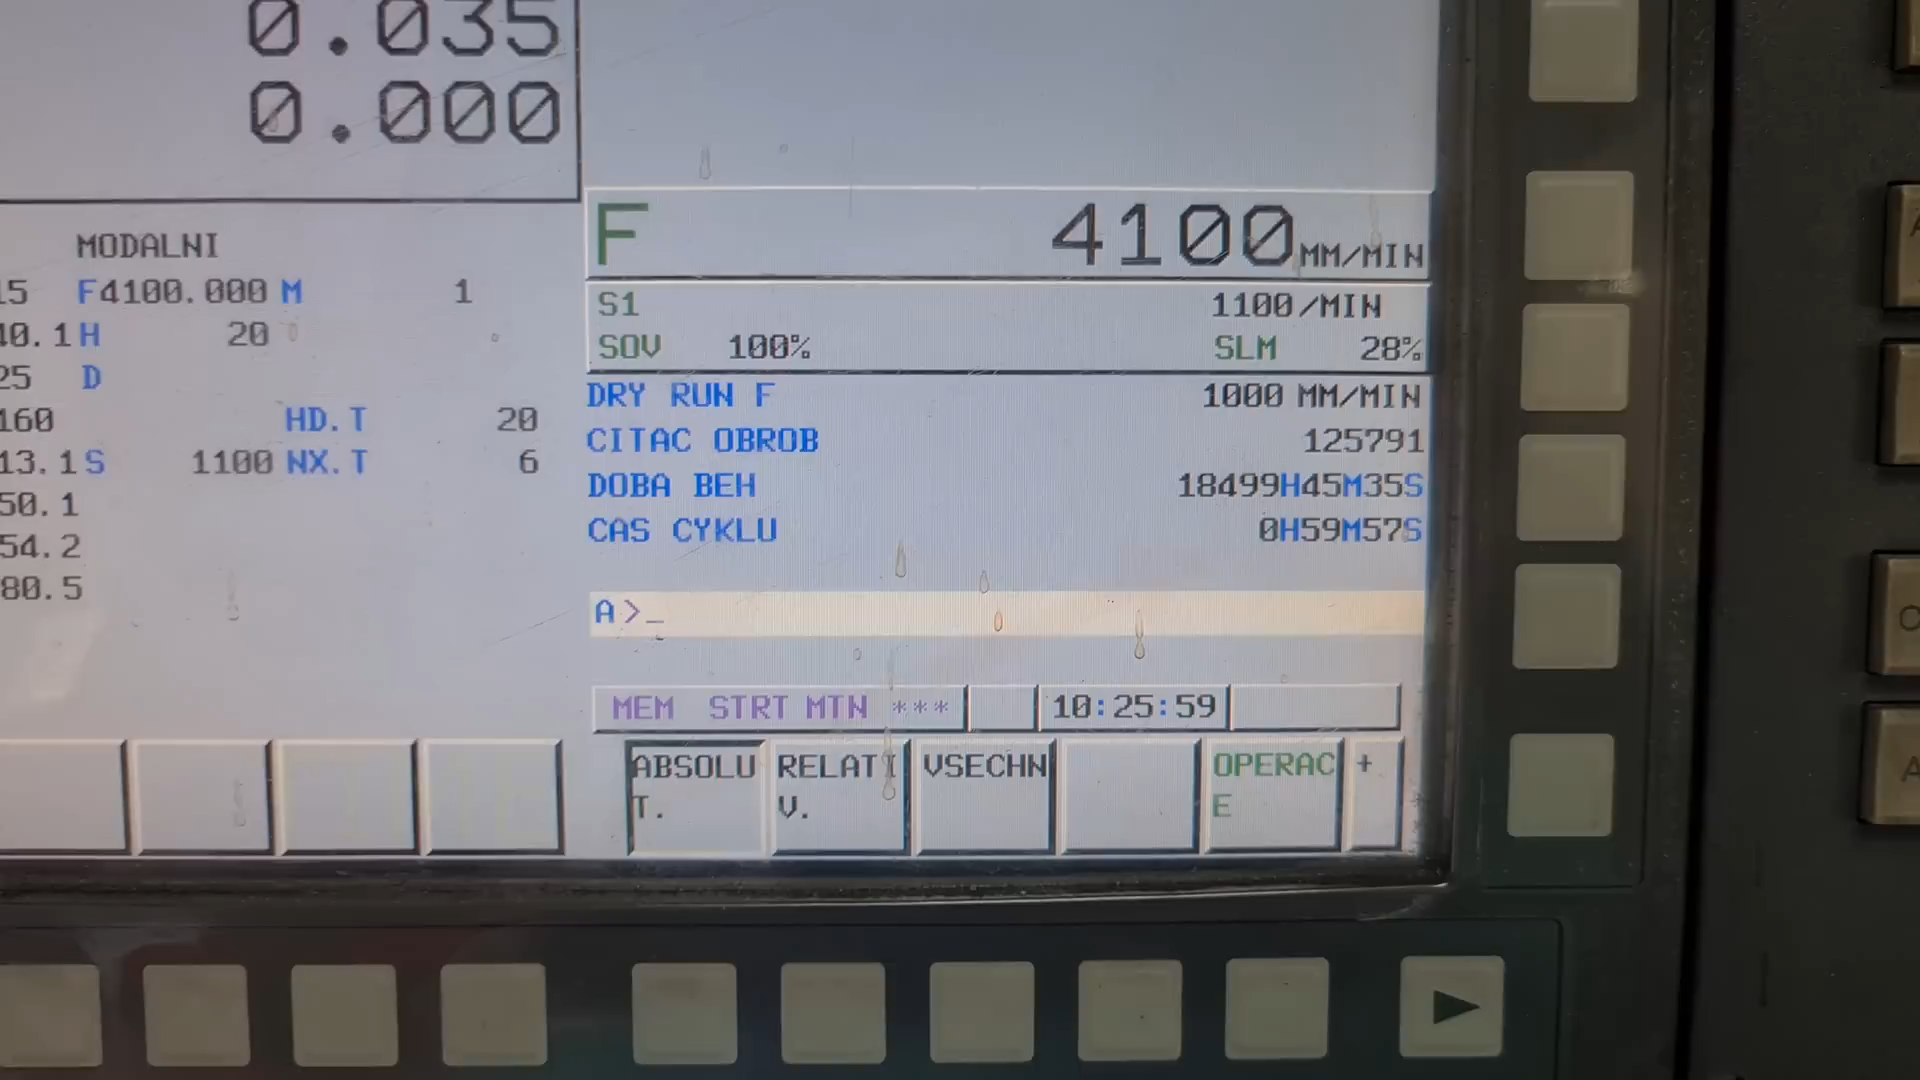 0.035
0.000
F 4100 MM/MIN
MODALNI
15 F4100.000 M 1
40.1 H 20
25 D
160 HD.T 20
13.1 S 1100 NX.T 6
50.1
54.2
80.5
S1 1100/MIN
SOV 100% SLM 28%
DRY RUN F 1000 MM/MIN
CITAC OBROB 125791
DOBA BEH 18499H45M35S
CAS CYKLU 0H59M57S
A>_
MEM STRT MTN *** 10:25:59
ABSOLU
T.
RELATI
V.
VSECHN
OPERAC
E
+